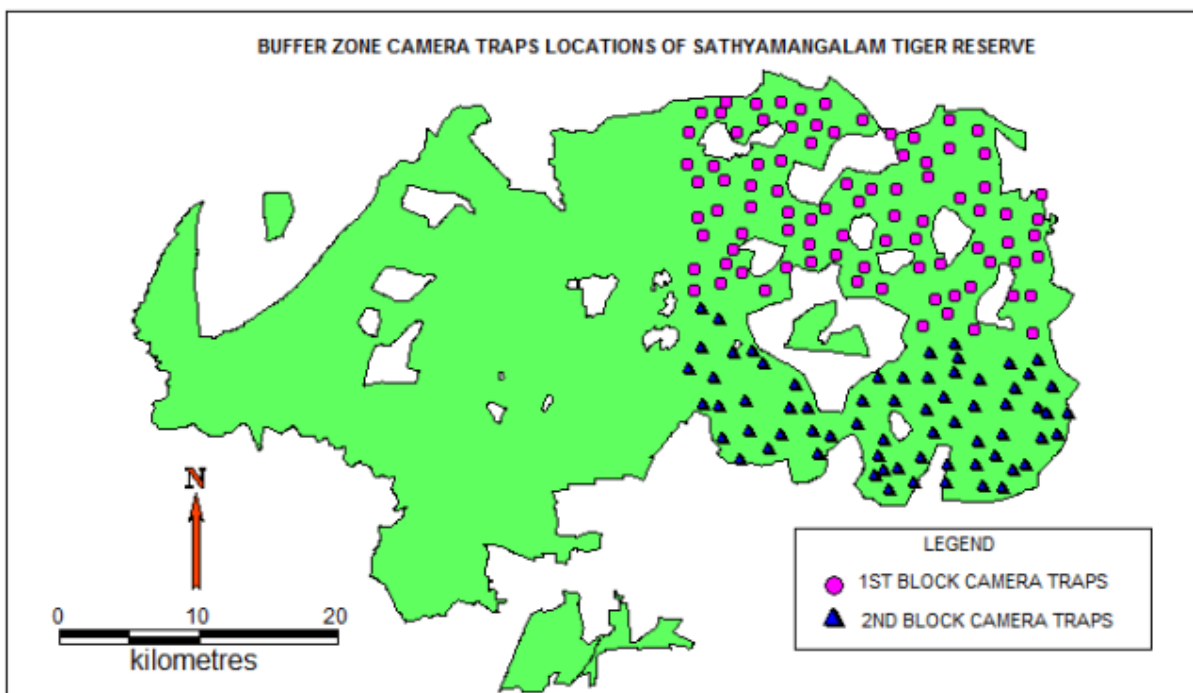 BUFFER ZONE CAMERA TRAPS LOCATIONS OF SATHYAMANGALAM TIGER RESERVE
N
0 10 20
kilometres
LEGEND
1ST BLOCK CAMERA TRAPS
2ND BLOCK CAMERA TRAPS